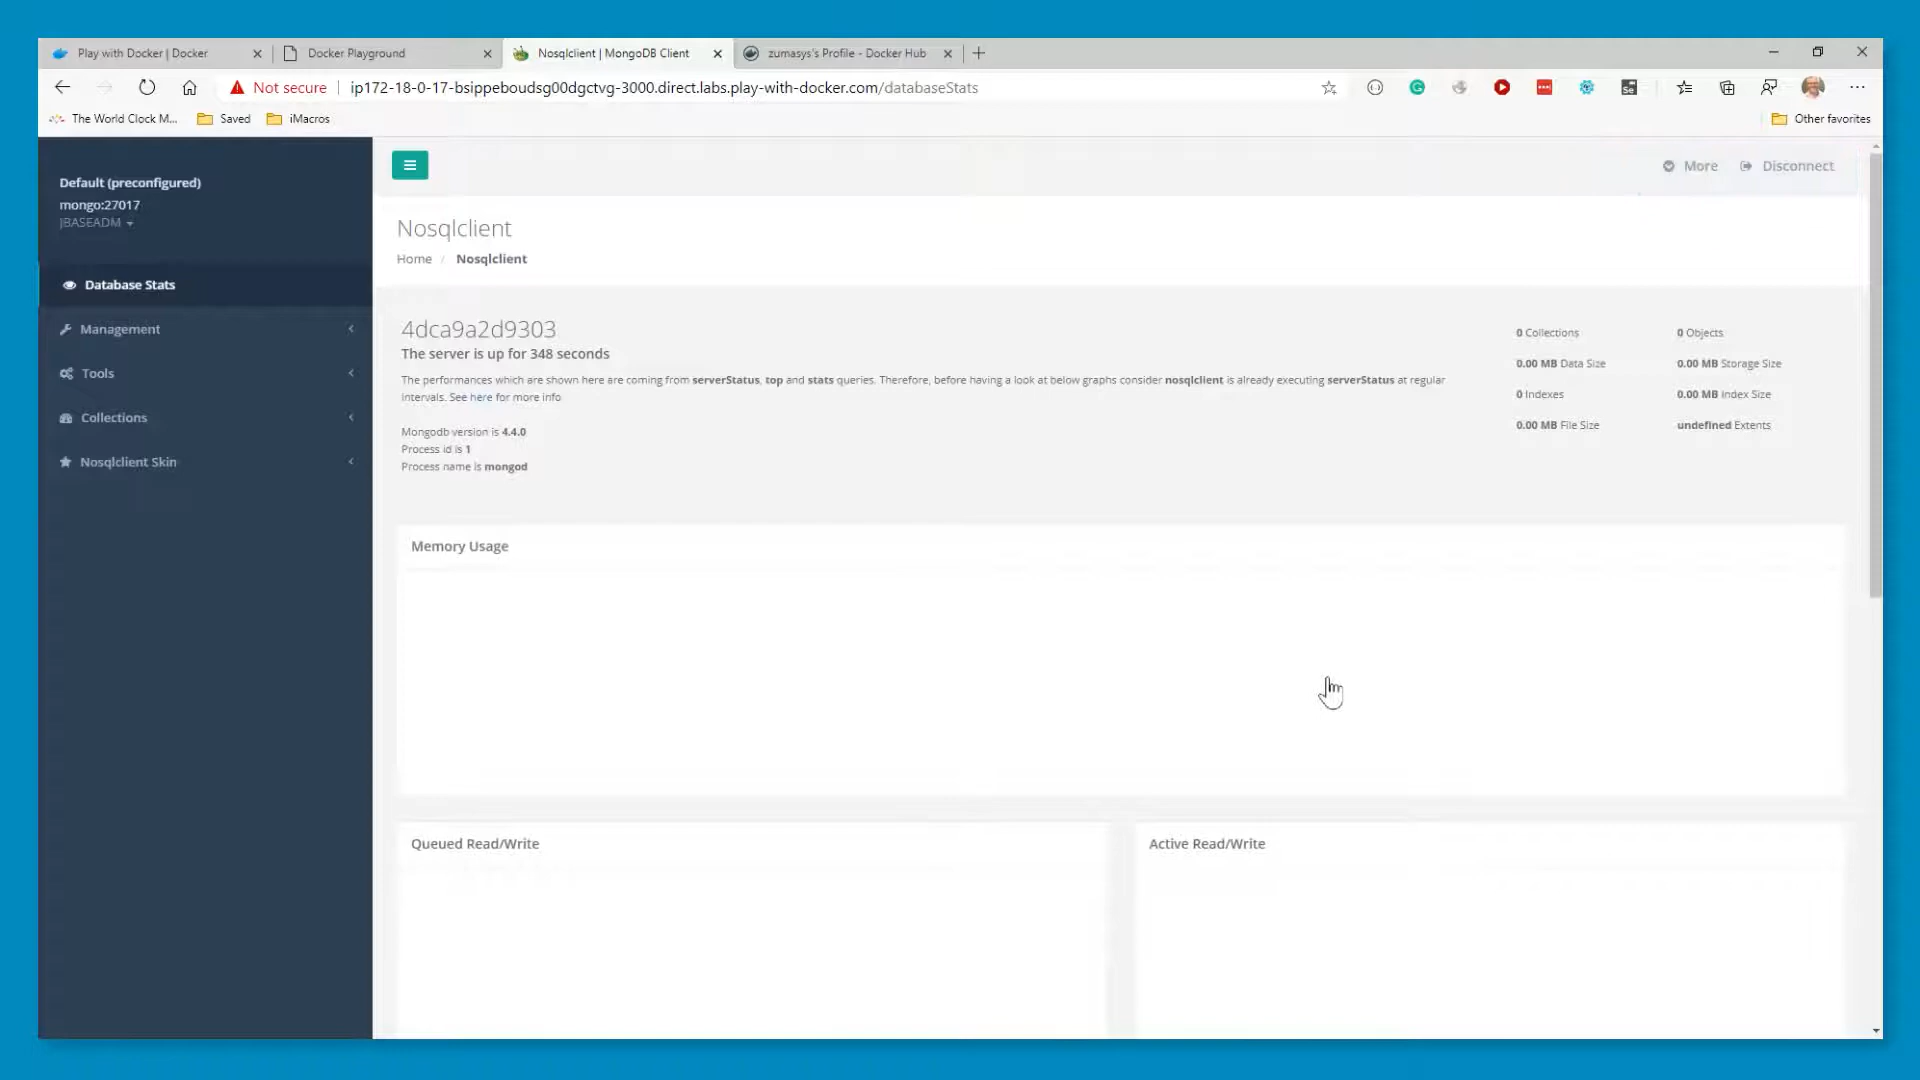 Play with Docker | Docker
Docker Playground
Nosqlclient | MongoDB Client
zumasys's Profile - Docker Hub
Not secure
ip172-18-0-17-bsippeboudsg00dgctvg-3000.direct.labs.play-with-docker.com/databaseStats
The World Clock M...
Saved
iMacros
Other favorites
Default (preconfigured)
mongo:27017
JBASEADM
Database Stats
Management
Tools
Collections
Nosqlclient Skin
More
Disconnect
Nosqlclient
Home / Nosqlclient
4dca9a2d9303
The server is up for 348 seconds
The performances which are shown here are coming from serverStatus, top and stats queries. Therefore, before having a look at below graphs consider nosqlclient is already executing serverStatus at regular
intervals. See here for more info
Mongodb version is 4.4.0
Process id is 1
Process name is mongod
0 Collections
0 Objects
0.00 MB Data Size
0.00 MB Storage Size
0 Indexes
0.00 MB Index Size
0.00 MB File Size
undefined Extents
Memory Usage
Queued Read/Write
Active Read/Write